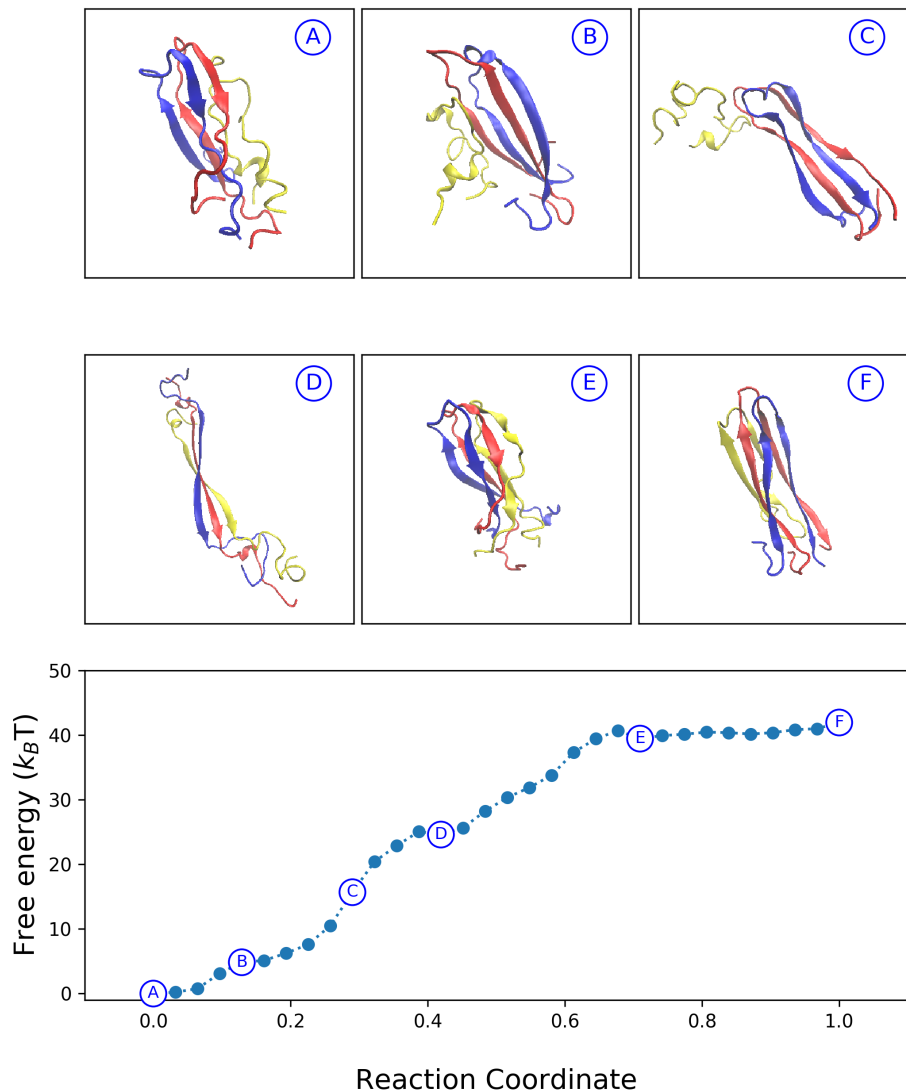 A
B
C
D
E
F
Free energy (k_BT)
50
40
30
20
10
0
A
B
C
D
E
F
0.0
0.2
0.4
0.6
0.8
1.0
Reaction Coordinate